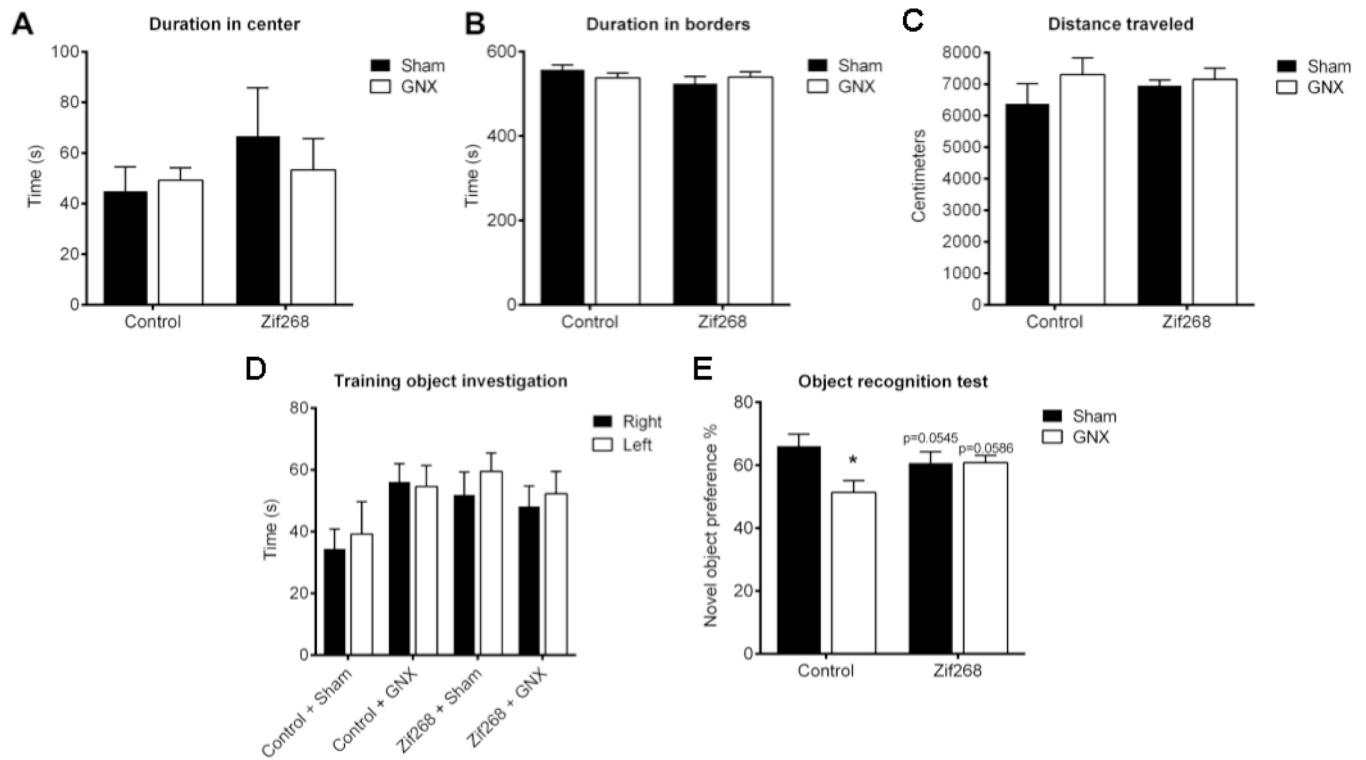 A
Duration in center
Time (s)
100
80
60
40
20
0
Control
Zif268
Sham
GNX
B
Duration in borders
Time (s)
600
400
200
0
Control
Zif268
Sham
GNX
C
Distance traveled
Centimeters
8000
7000
6000
5000
4000
3000
2000
1000
0
Control
Zif268
Sham
GNX
D
Training object investigation
Time (s)
80
60
40
20
0
Control + Sham
Control + GNX
Zif268 + Sham
Zif268 + GNX
Right
Left
E
Object recognition test
Novel object preference %
80
60
40
20
0
*
p=0.0545
p=0.0586
Control
Zif268
Sham
GNX